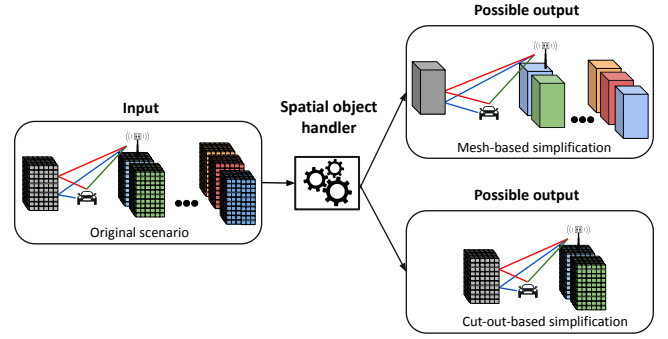 Possible output
Mesh-based simplification
Input
Original scenario
Spatial object
handler
Possible output
Cut-out-based simplification